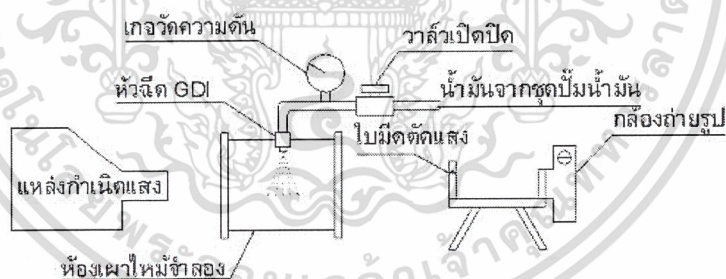 เกจวัดความดัน
วาล์วเปิดปิด
หัวฉีด GDI
น้ำมันจากชุดปั๊มน้ำมัน
กล้องถ่ายรูป
ใบมีดตัดแสง
แหล่งกำเนิดแสง
ห้องเผาไหม้จำลอง